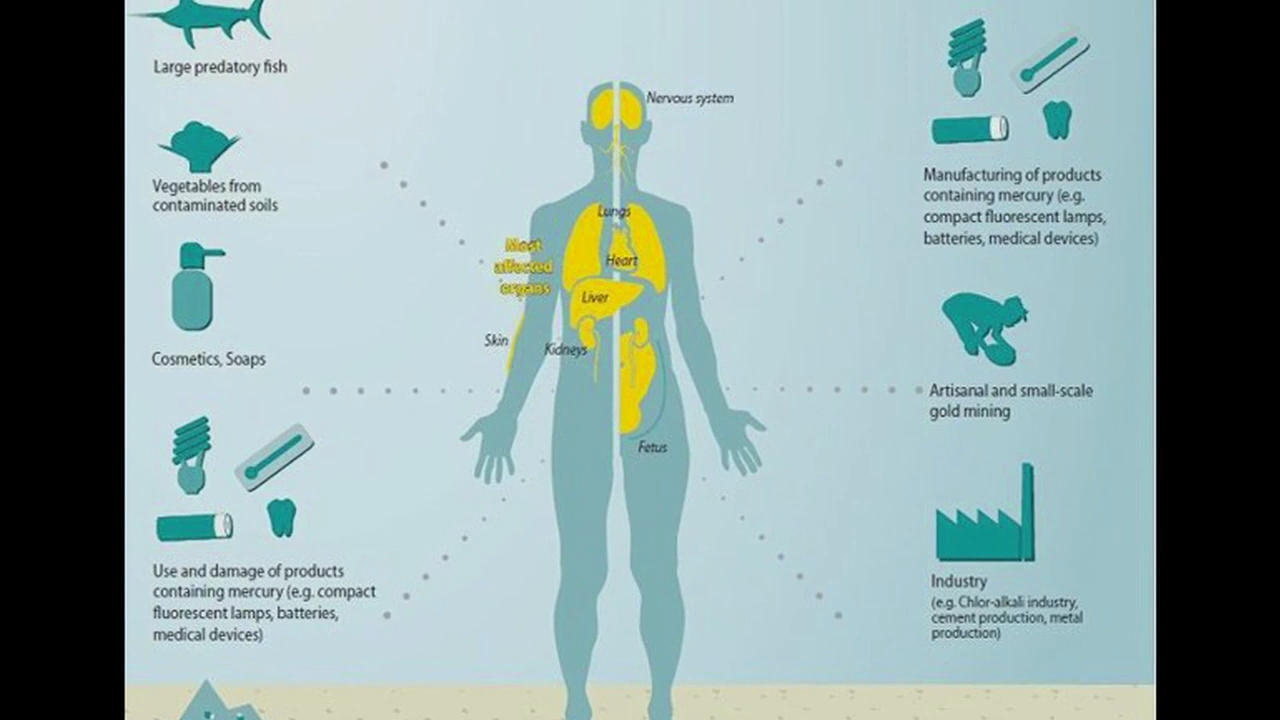 Large predatory fish
Vegetables from
contaminated soils
Cosmetics, Soaps
Use and damage of products
containing mercury (e.g. compact
fluorescent lamps, batteries,
medical devices)
Nervous system
Lungs
Heart
Most
affected
organs
Liver
Skin
Kidneys
Fetus
Manufacturing of products
containing mercury (e.g.
compact fluorescent lamps,
batteries, medical devices)
Artisanal and small-scale
gold mining
Industry
(e.g. Chlor-alkali industry,
cement production, metal
production)